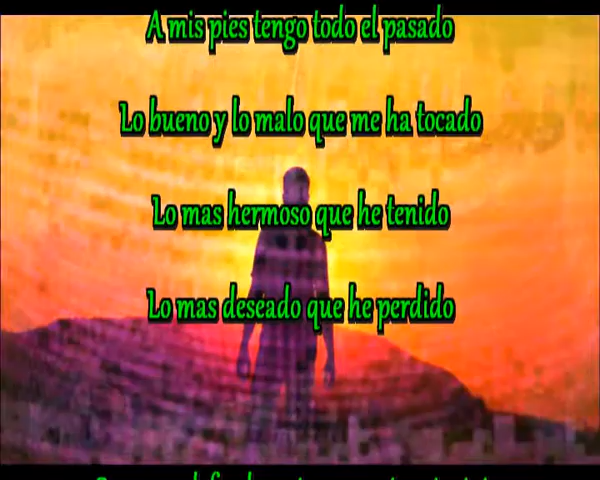 A mis pies tengo todo el pasado
Lo bueno y lo malo que me ha tocado
Lo mas hermoso que he tenido
Lo mas deseado que he perdido